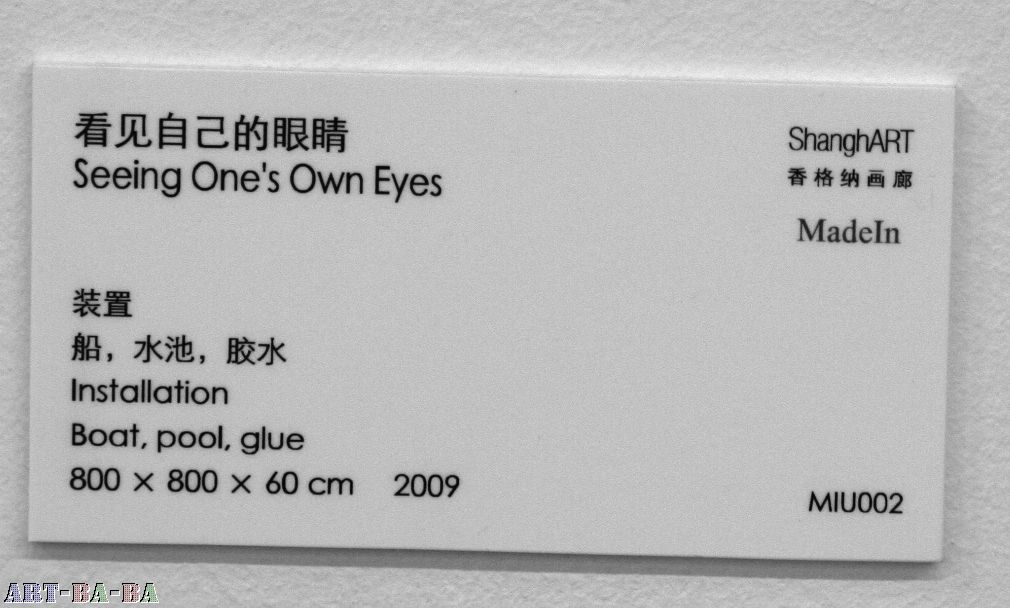 看见自己的眼睛
Seeing One's Own Eyes
ShanghART
香格纳画廊
MadeIn
装置
船，水池，胶水
Installation
Boat, pool, glue
800 × 800 × 60 cm 2009
MIU002
ART-BA-BA